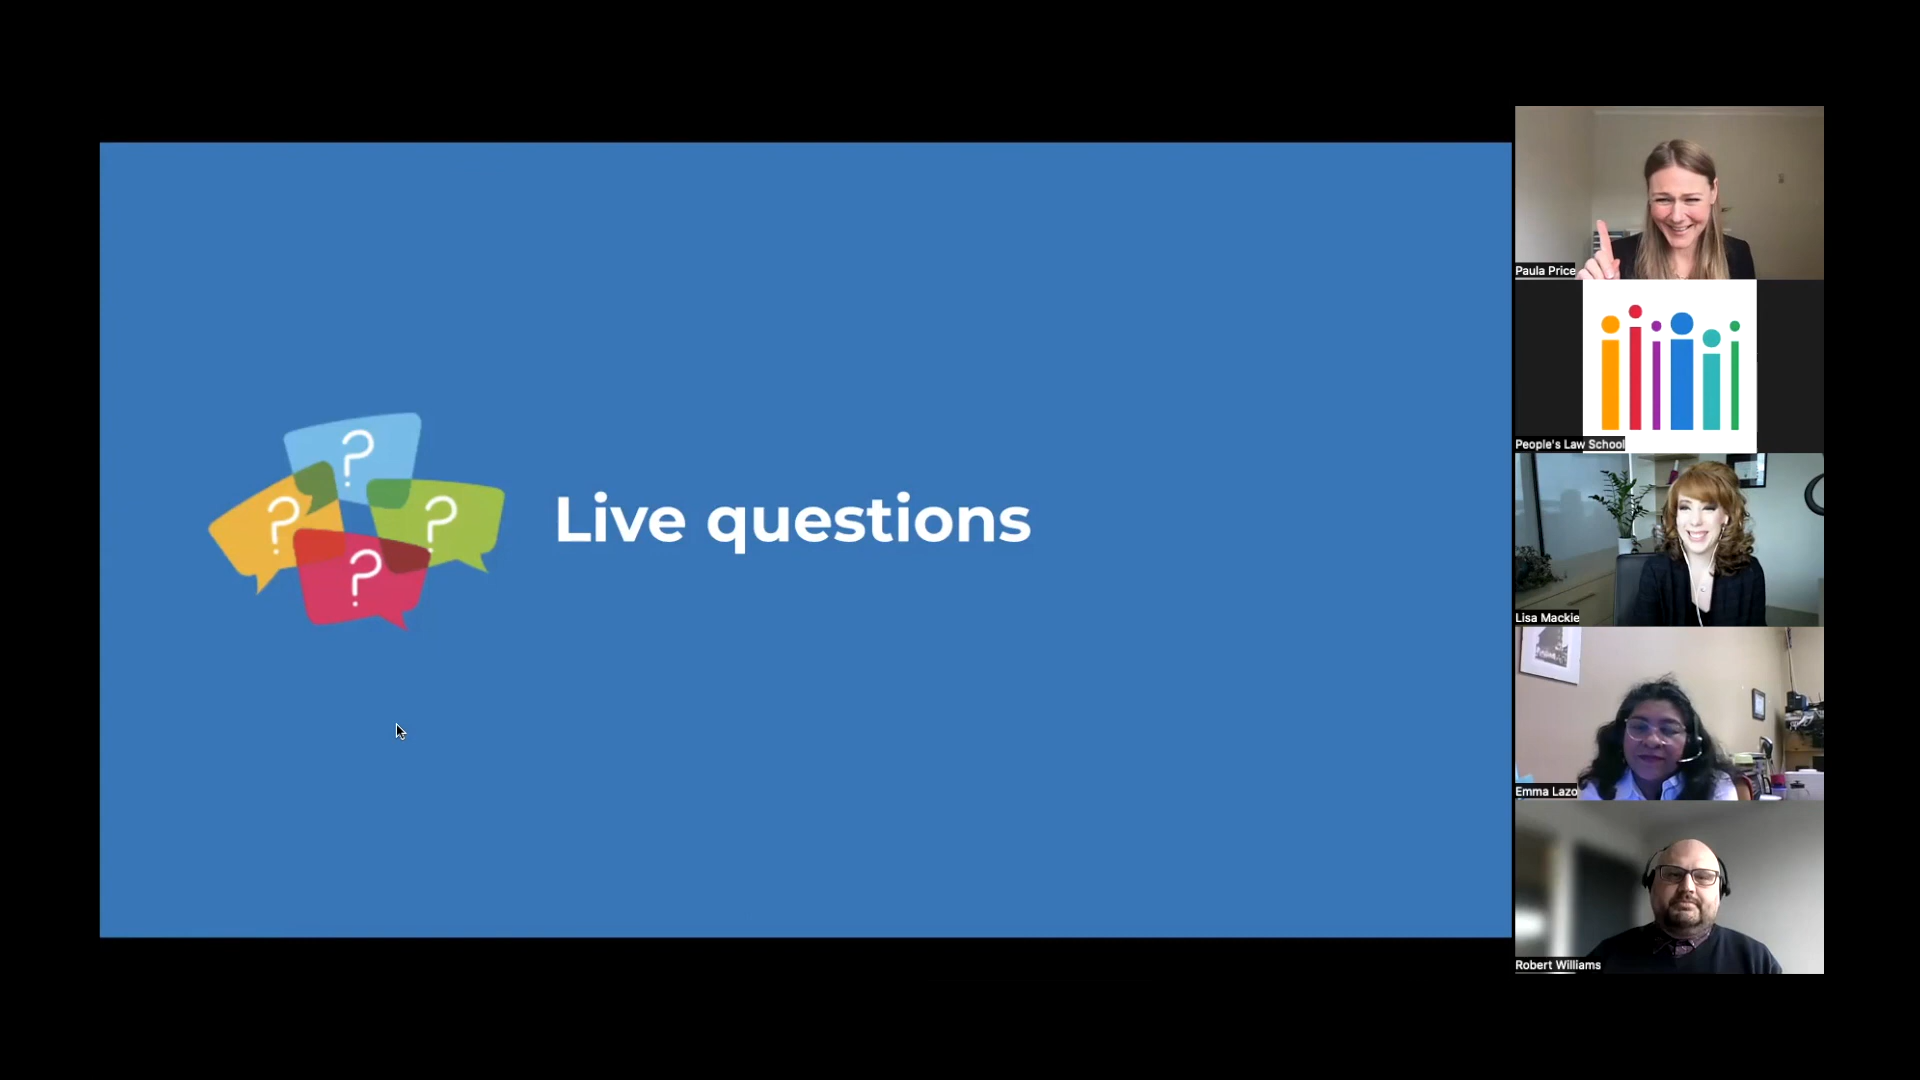 ?
?
?
?
Live questions
Paula Price
People's Law School
Lisa Mackie
Emma Lazo
Robert Williams